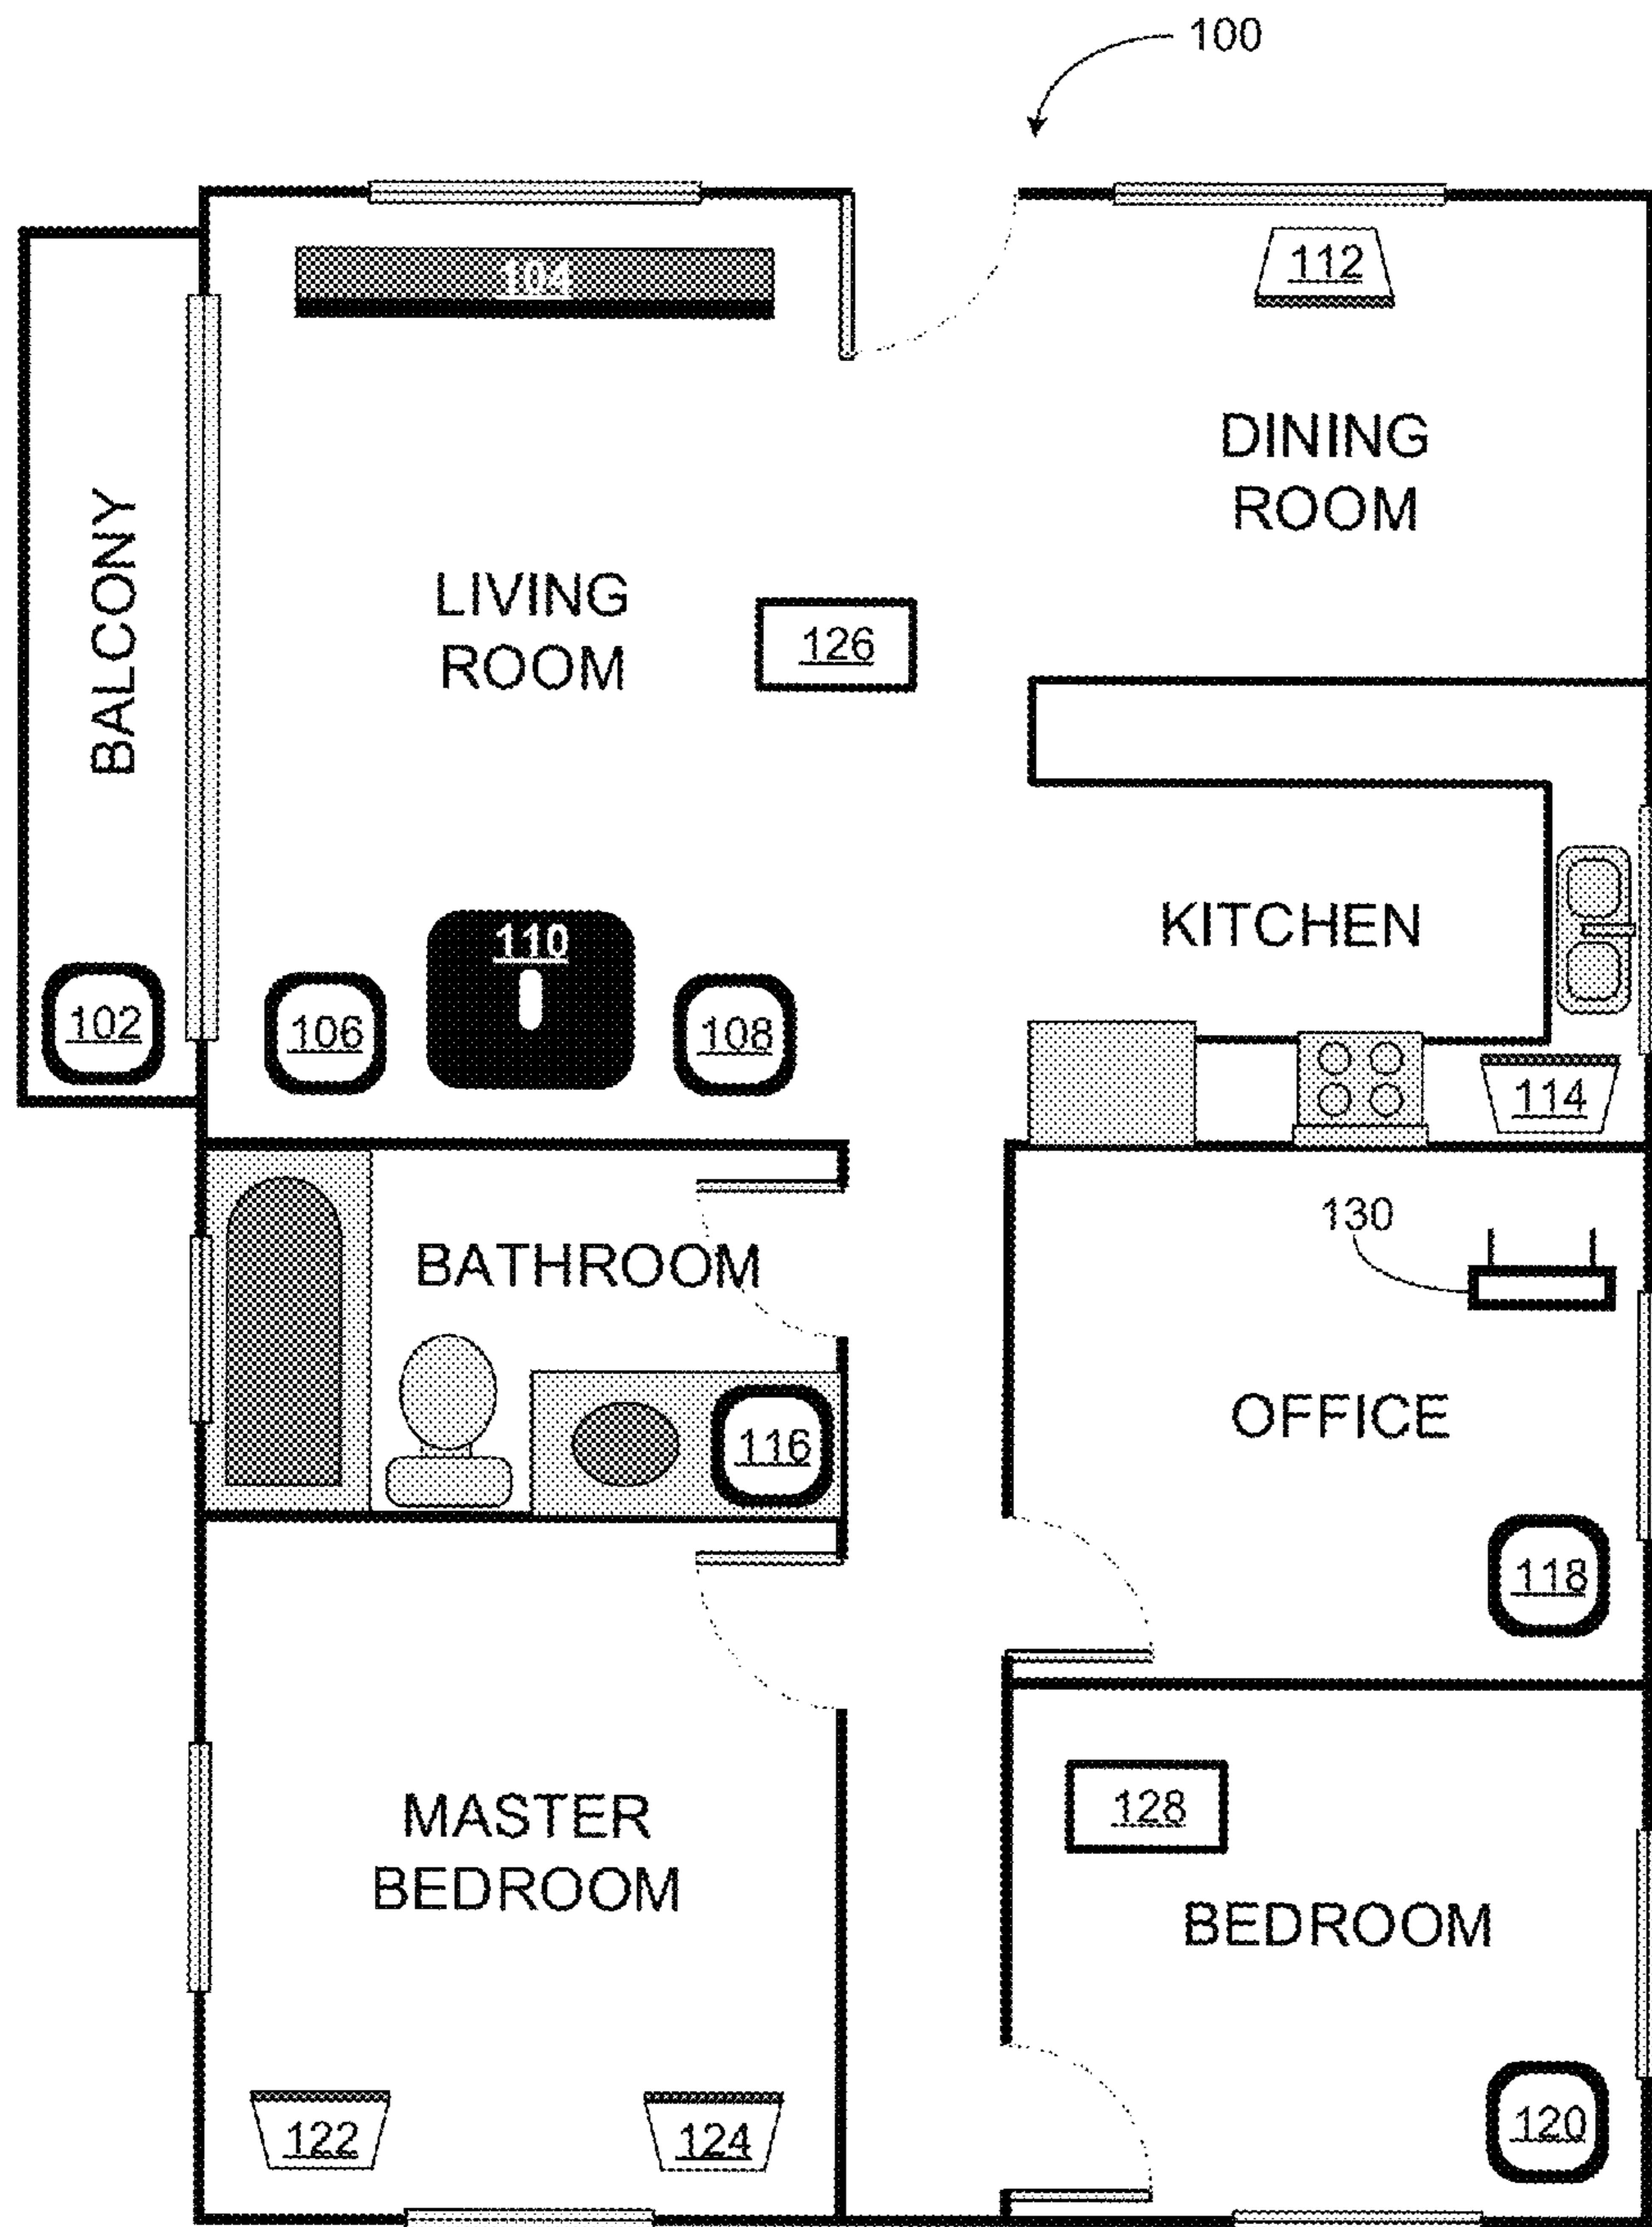 100
104
112
DINING
ROOM
BALCONY
LIVING
ROOM
126
KITCHEN
110
102
106
108
114
130
BATHROOM
OFFICE
116
118
MASTER
BEDROOM
128
BEDROOM
122
124
120